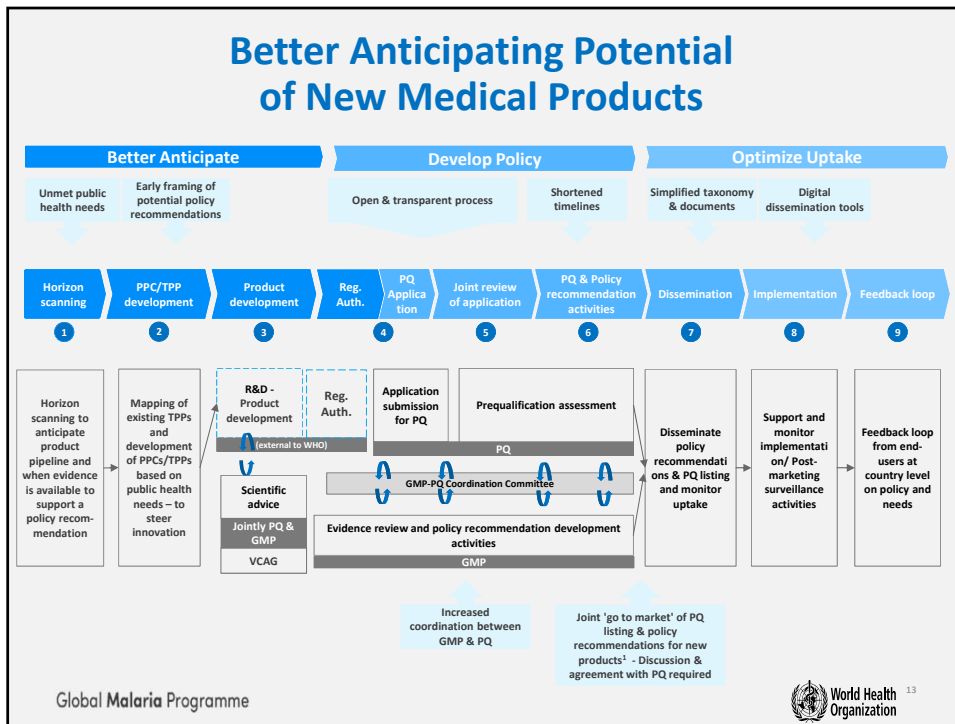 Better Anticipating Potential
of New Medical Products
Better Anticipate
Develop Policy
Optimize Uptake
Unmet public
health needs
Early framing of
potential policy
recommendations
Open & transparent process
Shortened
timelines
Simplified taxonomy
& documents
Digital
dissemination tools
Horizon
scanning
PPC/TPP
development
Product
development
Reg.
Auth.
PQ
Applica
tion
Joint review
of application
PQ & Policy
recommendation
activities
Dissemination
Implementation
Feedback loop
1
2
3
4
5
6
7
8
9
Horizon
scanning to
anticipate
product
pipeline and
when evidence
is available to
support a
policy recom-
mendation
Mapping of
existing TPPs
and
development
of PPCs/TPPs
based on
public health
needs – to
steer
innovation
R&D -
Product
development
Reg.
Auth.
(external to WHO)
Scientific
advice
Jointly PQ &
GMP
VCAG
Application
submission
for PQ
Prequalification assessment
PQ
GMP-PQ Coordination Committee
Evidence review and policy recommendation development
activities
GMP
Disseminate
policy
recommendati
ons & PQ listing
and monitor
uptake
Support and
monitor
implementati
on/ Post-
marketing
surveillance
activities
Feedback loop
from end-
users at
country level
on policy and
needs
Increased
coordination between
GMP & PQ
Joint 'go to market' of PQ
listing & policy
recommendations for new
products¹ - Discussion &
agreement with PQ required
Global Malaria Programme
World Health
Organization
13